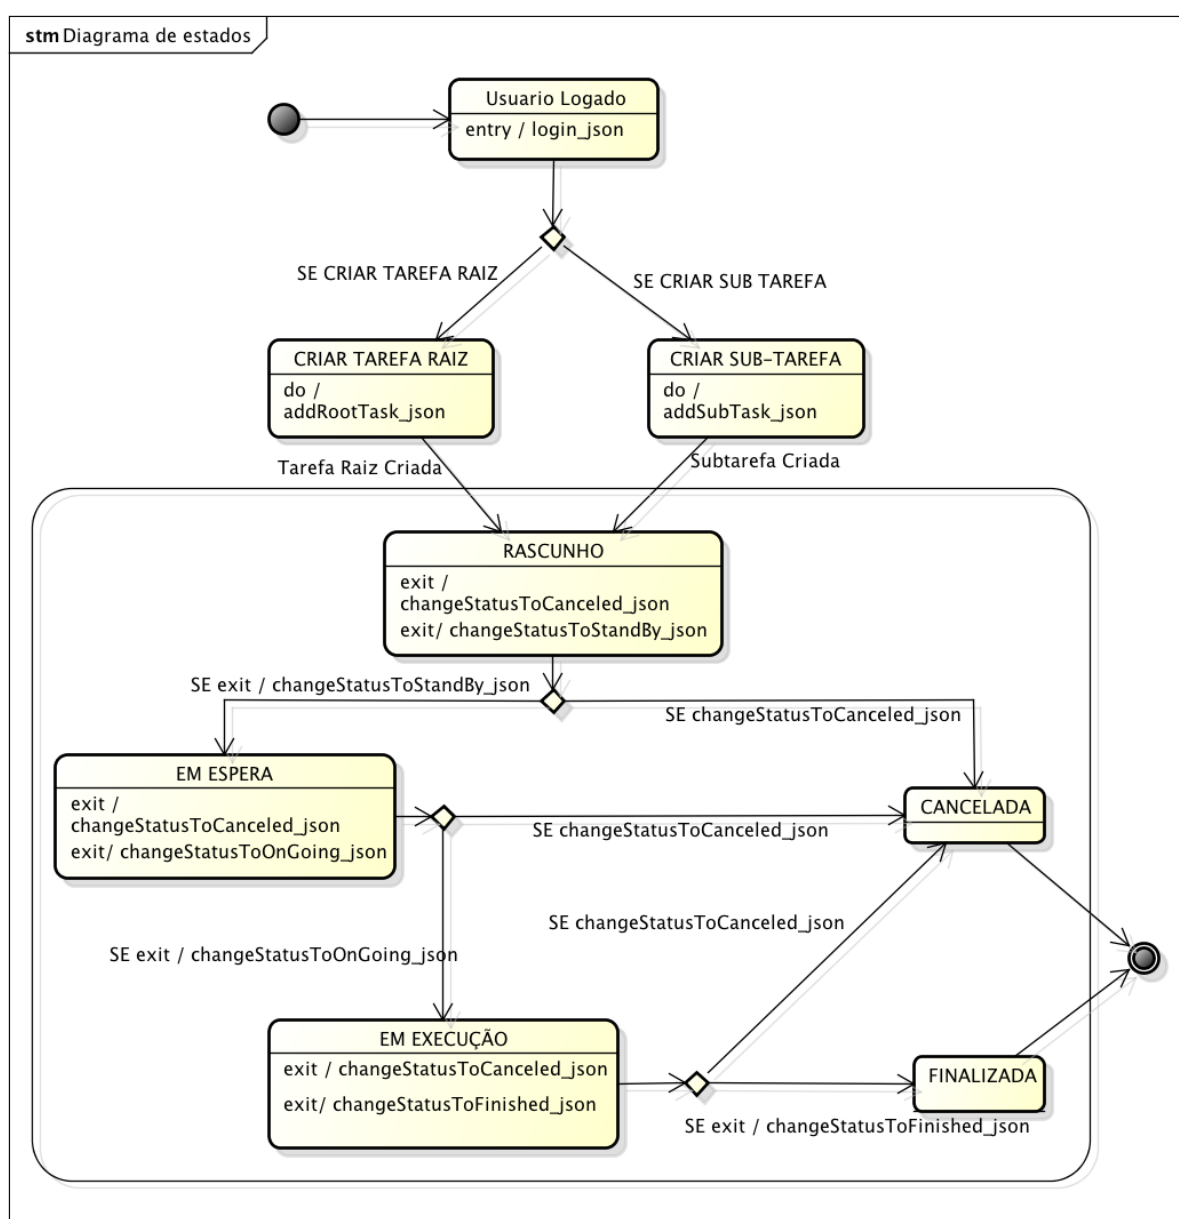 stm Diagrama de estados
Usuario Logado
entry / login_json
SE CRIAR TAREFA RAIZ
SE CRIAR SUB TAREFA
CRIAR TAREFA RAIZ
do /
addRootTask_json
CRIAR SUB-TAREFA
do /
addSubTask_json
Tarefa Raiz Criada
Subtarefa Criada
RASCUNHO
exit /
changeStatusToCanceled_json
exit/ changeStatusToStandBy_json
SE exit / changeStatusToStandBy_json
SE changeStatusToCanceled_json
EM ESPERA
exit /
changeStatusToCanceled_json
exit/ changeStatusToOnGoing_json
CANCELADA
SE changeStatusToCanceled_json
SE changeStatusToCanceled_json
SE exit / changeStatusToOnGoing_json
EM EXECUÇÃO
exit / changeStatusToCanceled_json
exit/ changeStatusToFinished_json
FINALIZADA
SE exit / changeStatusToFinished_json